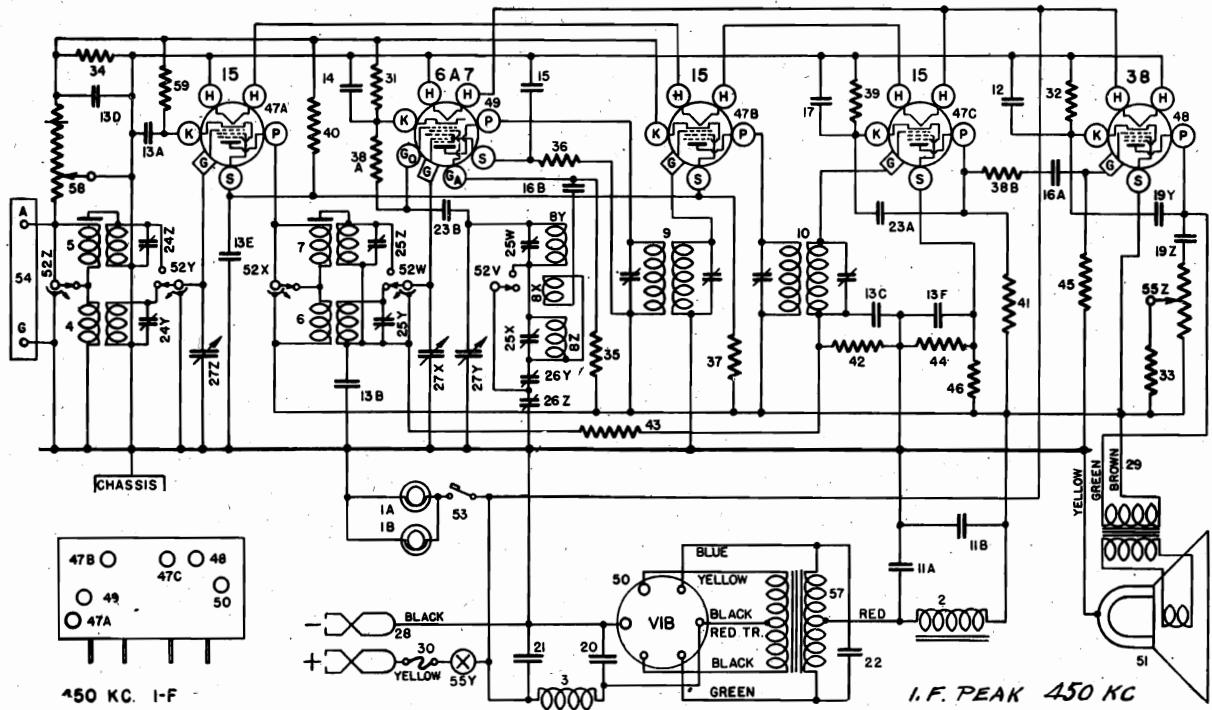 15
6A7
15
15
38
34
59
H
H
47A
14
31
H
H
49
15
H
H
47B
17
39
H
H
47C
12
32
H
H
48
13D
13A
K
P
G
S
40
K
P
38
A
G0
G
GA
S
36
16B
K
P
G
S
K
P
G
S
38B
16A
K
P
G
S
58
A
54
G
5
24Z
52Z
52Y
4
24Y
27Z
13E
7
25Z
52X
52W
6
25Y
13B
23B
27X
27Y
25W
8Y
52V
8X
25X
8Z
26Y
26Z
35
9
37
10
23A
13C
13F
42
44
46
41
45
19Y
19Z
55Z
33
43
CHASSIS
1A
1B
53
YELLOW
GREEN
BROWN
29
47B
47C
48
49
50
47A
450 KC. I-F
- BLACK
28
+ 30
YELLOW
55Y
21
20
3
50
BLUE
YELLOW
VIB
BLACK
RED TR.
BLACK
GREEN
57
RED
22
11A
11B
2
51
I.F. PEAK 450 KC